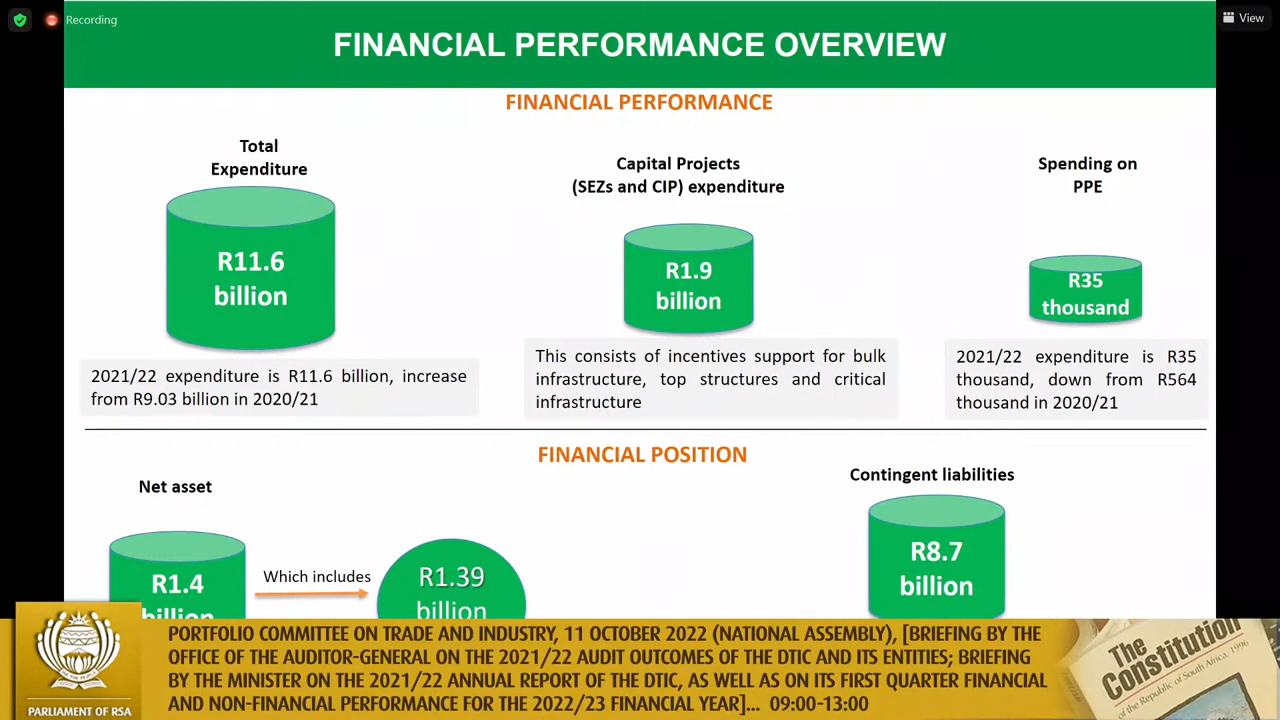 Recording
View
FINANCIAL PERFORMANCE OVERVIEW
FINANCIAL PERFORMANCE
Total
Expenditure
R11.6
billion
2021/22 expenditure is R11.6 billion, increase
from R9.03 billion in 2020/21
Capital Projects
(SEZs and CIP) expenditure
R1.9
billion
This consists of incentives support for bulk
infrastructure, top structures and critical
infrastructure
Spending on
PPE
R35
thousand
2021/22 expenditure is R35
thousand, down from R564
thousand in 2020/21
FINANCIAL POSITION
Net asset
R1.4
billion
Which includes
R1.39
billion
Contingent liabilities
R8.7
billion
PARLIAMENT OF RSA
PORTFOLIO COMMITTEE ON TRADE AND INDUSTRY, 11 OCTOBER 2022 (NATIONAL ASSEMBLY), [BRIEFING BY THE
OFFICE OF THE AUDITOR-GENERAL ON THE 2021/22 AUDIT OUTCOMES OF THE DTIC AND ITS ENTITIES; BRIEFING
BY THE MINISTER ON THE 2021/22 ANNUAL REPORT OF THE DTIC, AS WELL AS ON ITS FIRST QUARTER FINANCIAL
AND NON-FINANCIAL PERFORMANCE FOR THE 2022/23 FINANCIAL YEAR]... 09:00-13:00
The
Constitution
of the Republic of South Africa, 1996